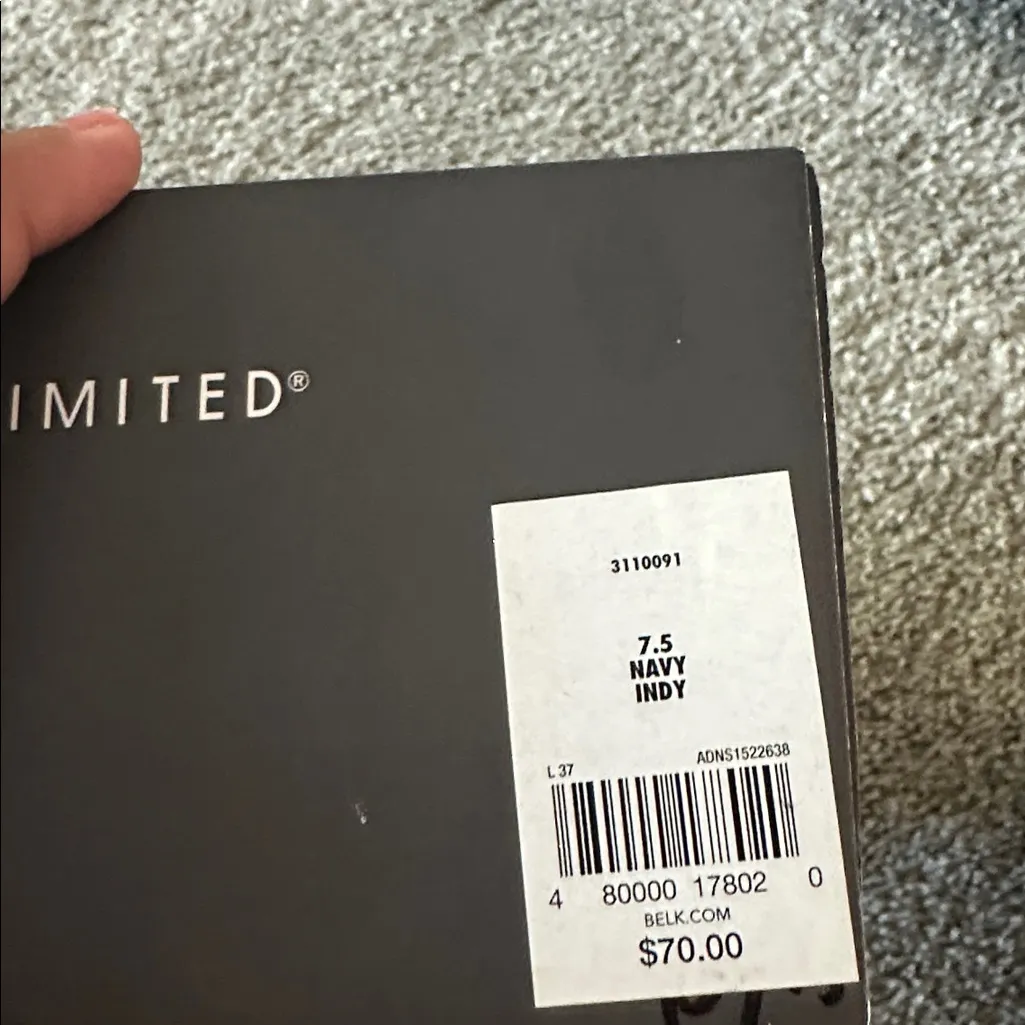 IMITED®
3110091
7.5
NAVY
INDY
L 37 ADNS1522638
4 80000 17802 0
BELK.COM
$70.00